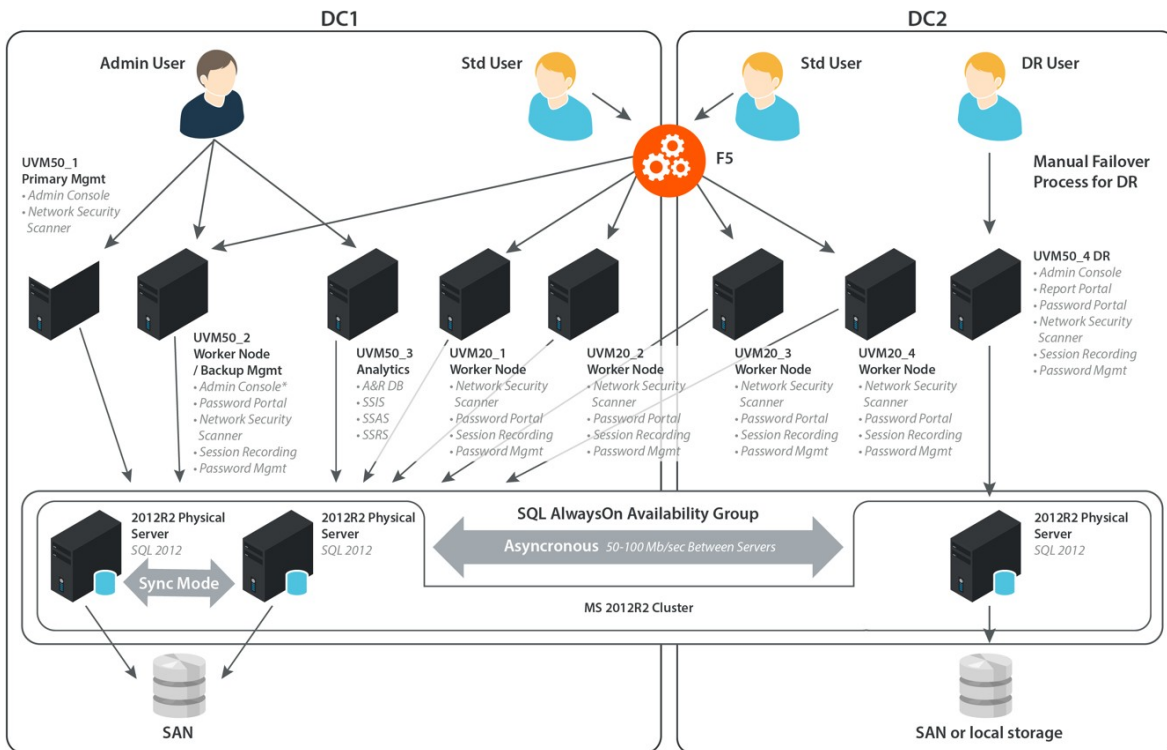 DC1
DC2
Admin User
Std User
Std User
DR User
F5
Manual Failover
Process for DR
UVM50_1
Primary Mgmt
• Admin Console
• Network Security
Scanner
UVM50_2
Worker Node
/ Backup Mgmt
• Admin Console*
• Password Portal
• Network Security
Scanner
• Session Recording
• Password Mgmt
UVM50_3
Analytics
• A&R DB
• SSIS
• SSAS
• SSRS
UVM20_1
Worker Node
• Network Security
Scanner
• Password Portal
• Session Recording
• Password Mgmt
UVM20_2
Worker Node
• Network Security
Scanner
• Password Portal
• Session Recording
• Password Mgmt
UVM20_3
Worker Node
• Network Security
Scanner
• Password Portal
• Session Recording
• Password Mgmt
UVM20_4
Worker Node
• Network Security
Scanner
• Password Portal
• Session Recording
• Password Mgmt
UVM50_4 DR
• Admin Console
• Report Portal
• Password Portal
• Network Security
Scanner
• Session Recording
• Password Mgmt
2012R2 Physical
Server
SQL 2012
2012R2 Physical
Server
SQL 2012
Sync Mode
SQL AlwaysOn Availability Group
Asyncronous 50-100 Mb/sec Between Servers
MS 2012R2 Cluster
2012R2 Physical
Server
SQL 2012
SAN
SAN or local storage